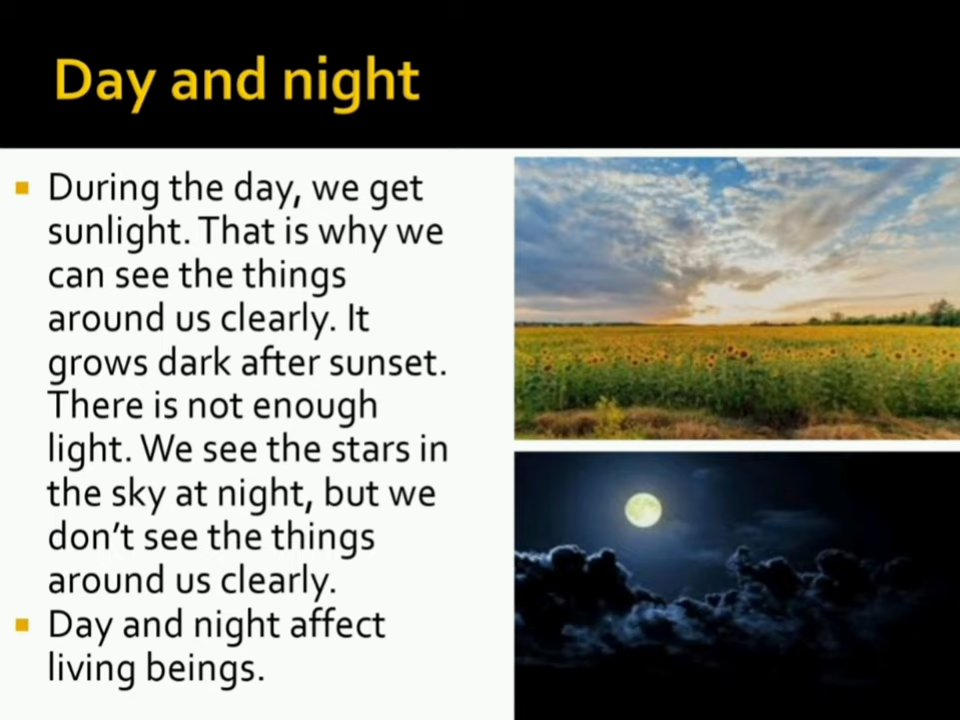 Day and night
During the day, we get
sunlight. That is why we
can see the things
around us clearly. It
grows dark after sunset.
There is not enough
light. We see the stars in
the sky at night, but we
don't see the things
around us clearly.
Day and night affect
living beings.